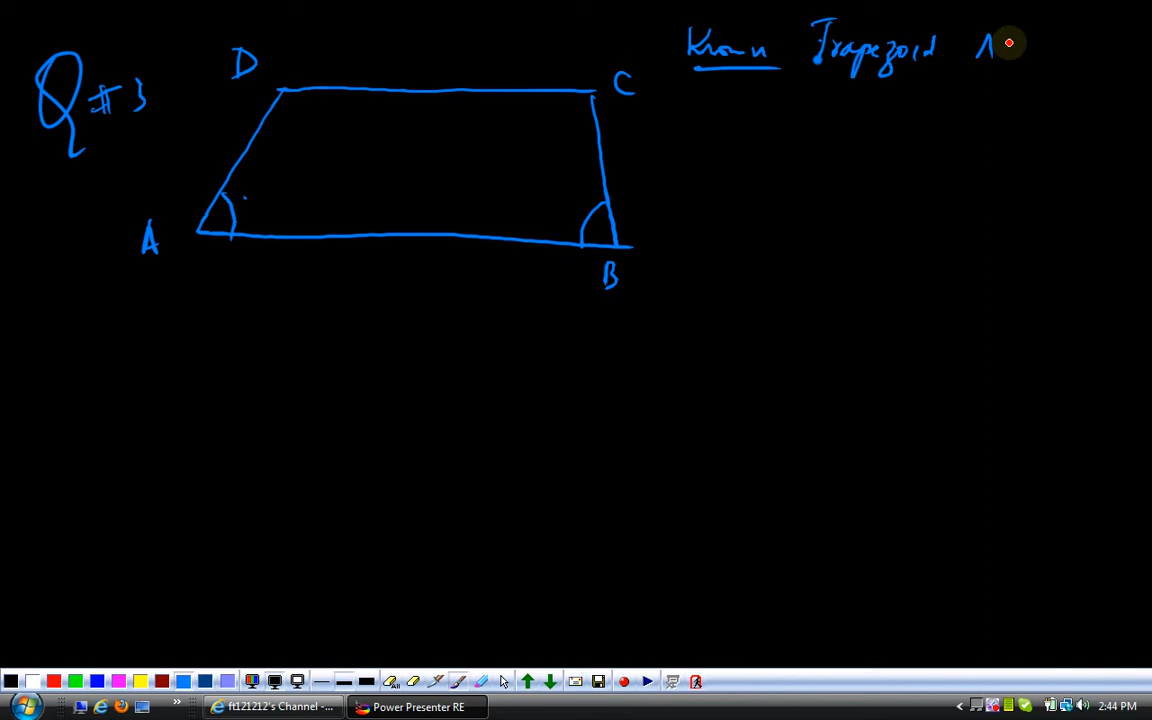 Known Trapezoid A
Q #3
D
C
A
B
ft121212's Channel -...
Power Presenter RE
2:44 PM